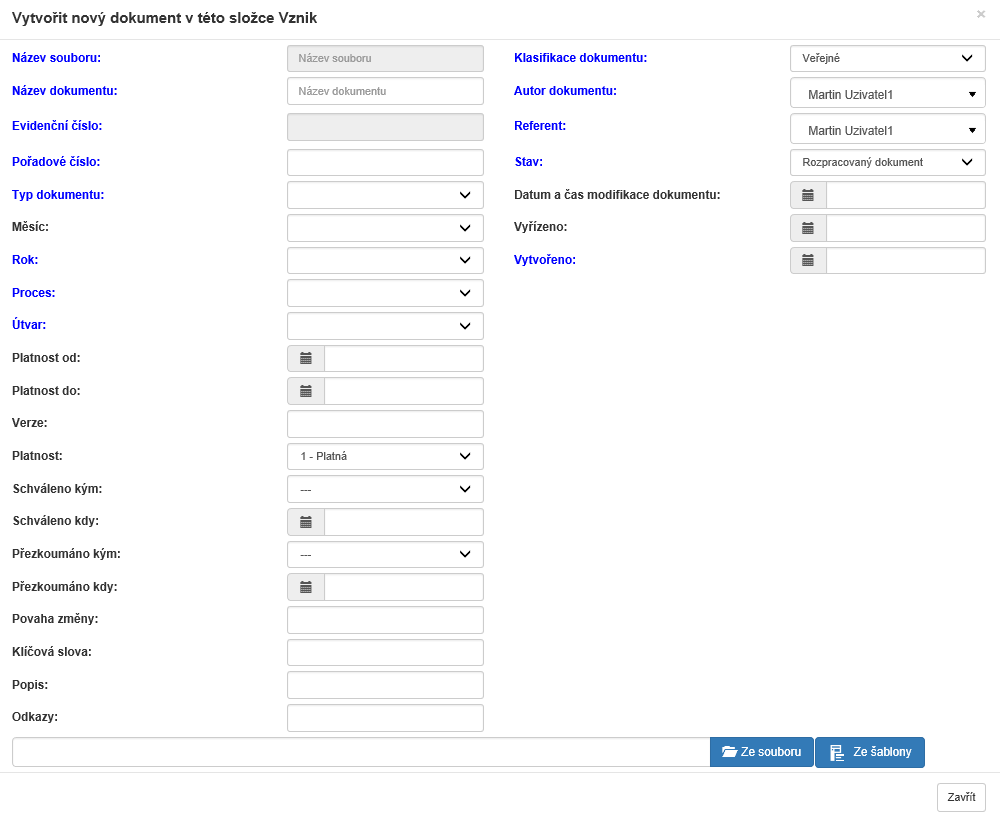 Vytvořit nový dokument v této složce Vznik
×
Název souboru: Název souboru
Název dokumentu: Název dokumentu
Evidenční číslo:
Pořadové číslo:
Typ dokumentu:
Měsíc:
Rok:
Proces:
Útvar:
Platnost od:
Platnost do:
Verze:
Platnost: 1 - Platná
Schváleno kým: ---
Schváleno kdy:
Přezkoumáno kým: ---
Přezkoumáno kdy:
Povaha změny:
Klíčová slova:
Popis:
Odkazy:
Klasifikace dokumentu: Veřejné
Autor dokumentu: Martin Uzivatel1
Referent: Martin Uzivatel1
Stav: Rozpracovaný dokument
Datum a čas modifikace dokumentu:
Vyřízeno:
Vytvořeno:
Ze souboru Ze šablony
Zavřít